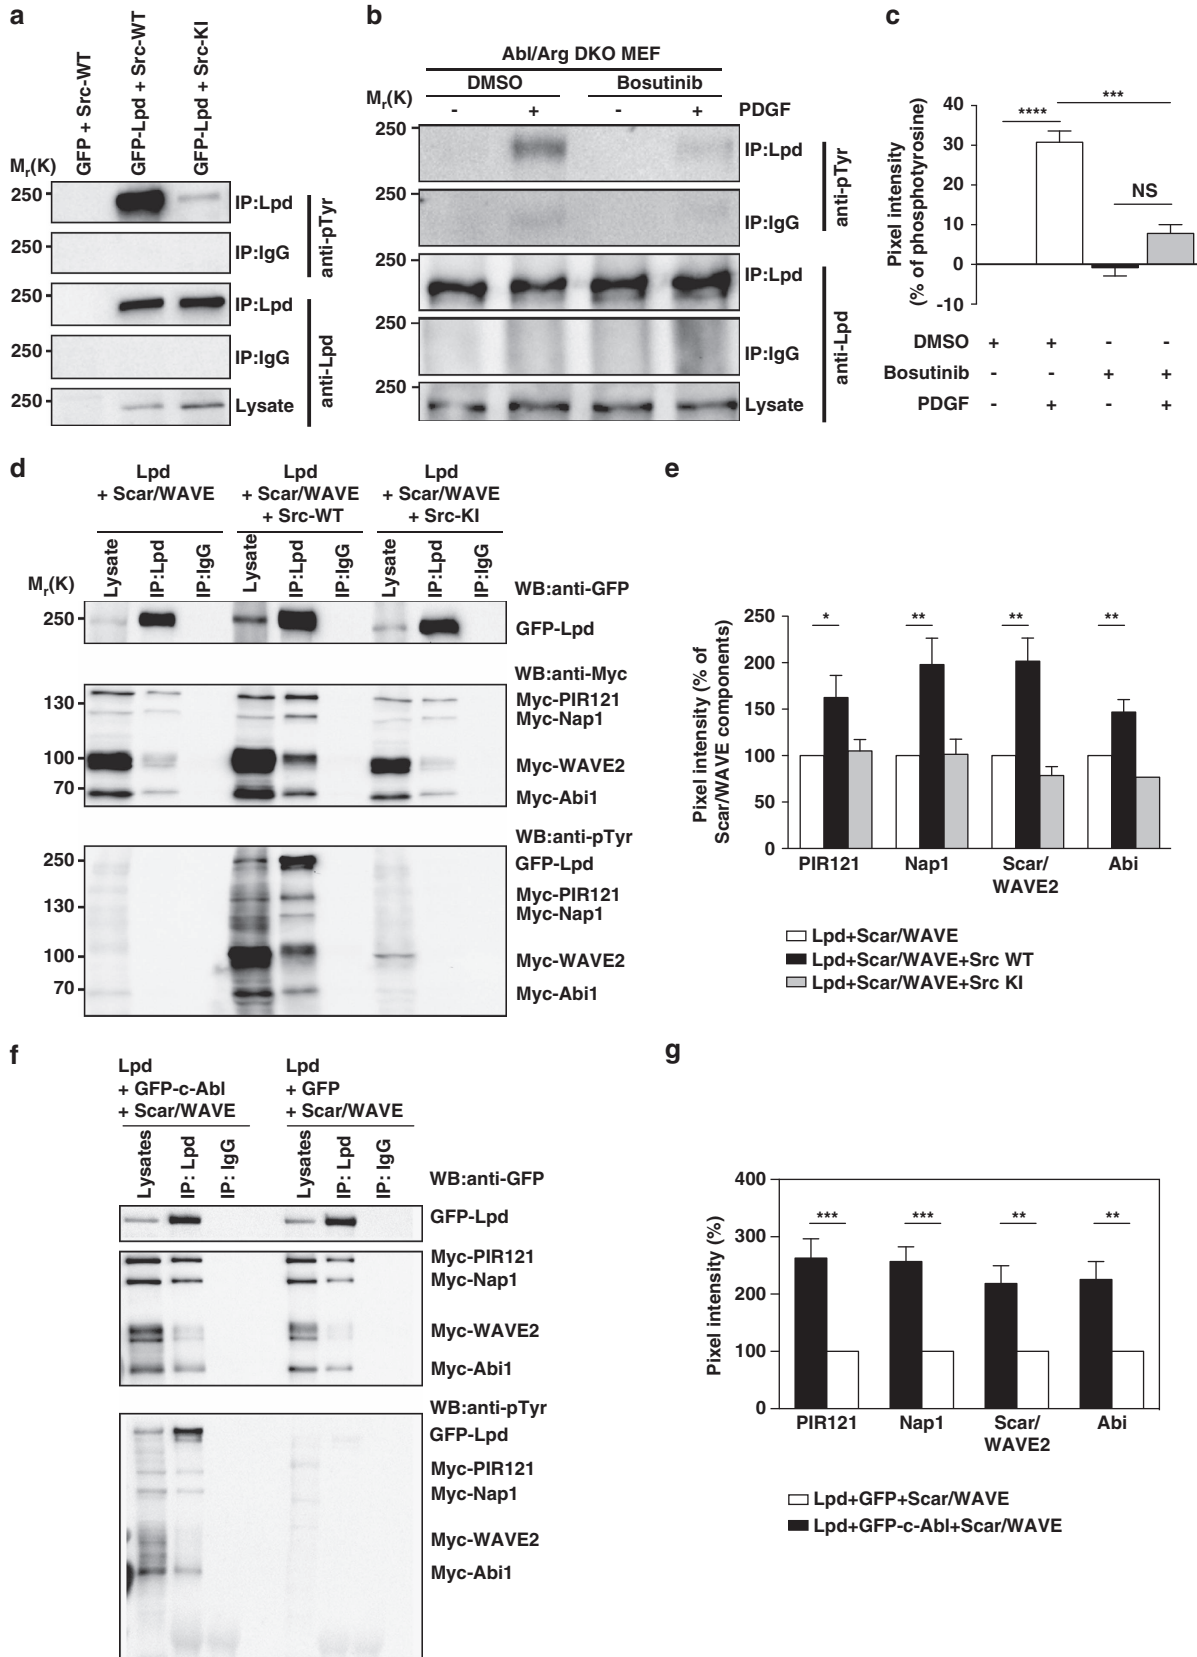 a
GFP + Src-WT
GFP-Lpd + Src-WT
GFP-Lpd + Src-KI
Mr(K)
250
IP:Lpd
250
IP:IgG
anti-pTyr
250
IP:Lpd
250
IP:IgG
250
Lysate
anti-Lpd
b
Abl/Arg DKO MEF
DMSO
Bosutinib
Mr(K)
- + - + PDGF
250
IP:Lpd
250
IP:IgG
anti-pTyr
250
IP:Lpd
250
IP:IgG
250
Lysate
anti-Lpd
c
Pixel intensity
(% of phosphotyrosine)
40
30
20
10
0
-10
****
***
NS
DMSO + + - -
Bosutinib - - + +
PDGF - + - +
d
Lpd
+ Scar/WAVE
Lpd
+ Scar/WAVE
+ Src-WT
Lpd
+ Scar/WAVE
+ Src-KI
Lysate
IP:Lpd
IP:IgG
Lysate
IP:Lpd
IP:IgG
Lysate
IP:Lpd
IP:IgG
Mr(K)
WB:anti-GFP
250
GFP-Lpd
WB:anti-Myc
130
Myc-PIR121
Myc-Nap1
100
Myc-WAVE2
70
Myc-Abi1
WB:anti-pTyr
250
GFP-Lpd
130
Myc-PIR121
Myc-Nap1
100
Myc-WAVE2
70
Myc-Abi1
e
Pixel intensity (% of
Scar/WAVE components)
250
200
150
100
50
0
* ** ** **
PIR121 Nap1 Scar/
WAVE2 Abi
Lpd+Scar/WAVE
Lpd+Scar/WAVE+Src WT
Lpd+Scar/WAVE+Src KI
f
Lpd
+ GFP-c-Abl
+ Scar/WAVE
Lpd
+ GFP
+ Scar/WAVE
Lysates
IP: Lpd
IP: IgG
Lysates
IP: Lpd
IP: IgG
WB:anti-GFP
GFP-Lpd
Myc-PIR121
Myc-Nap1
Myc-WAVE2
Myc-Abi1
WB:anti-pTyr
GFP-Lpd
Myc-PIR121
Myc-Nap1
Myc-WAVE2
Myc-Abi1
g
Pixel intensity (%)
400
300
200
100
0
*** *** ** **
PIR121 Nap1 Scar/
WAVE2 Abi
Lpd+GFP+Scar/WAVE
Lpd+GFP-c-Abl+Scar/WAVE